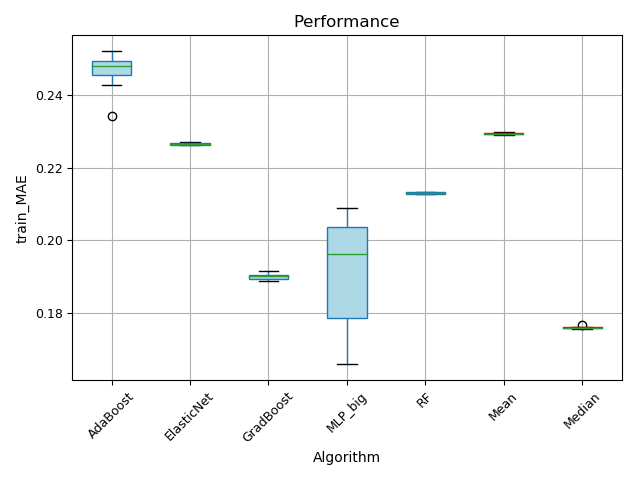 Performance
train_MAE
0.24
0.22
0.20
0.18
AdaBoost
ElasticNet
GradBoost
MLP_big
RF
Mean
Median
Algorithm